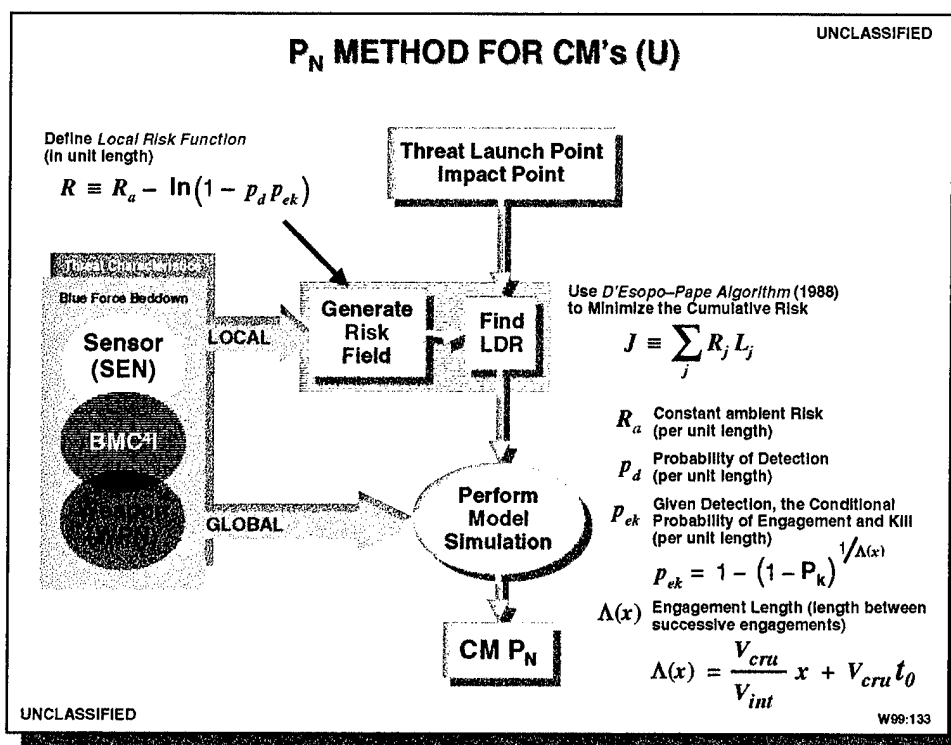 UNCLASSIFIED
P_N METHOD FOR CM's (U)
Define Local Risk Function
(in unit length)
R ≡ R_a − ln(1 − p_d p_ek)
Threat Launch Point
Impact Point
Threat Characteristics
Blue Force Beddown
Sensor
(SEN)
BMC⁴I
LOCAL
GLOBAL
Generate
Risk
Field
Find
LDR
Perform
Model
Simulation
CM P_N
Use D'Esopo–Pape Algorithm (1988)
to Minimize the Cumulative Risk
J ≡ ∑_j R_j L_j
R_a Constant ambient Risk
(per unit length)
p_d Probability of Detection
(per unit length)
p_ek Given Detection, the Conditional
Probability of Engagement and Kill
(per unit length)
p_ek = 1 − (1 − P_k)^1/Λ(x)
Λ(x) Engagement Length (length between
successive engagements)
Λ(x) = V_cru/V_int x + V_cru t_0
UNCLASSIFIED
W99:133